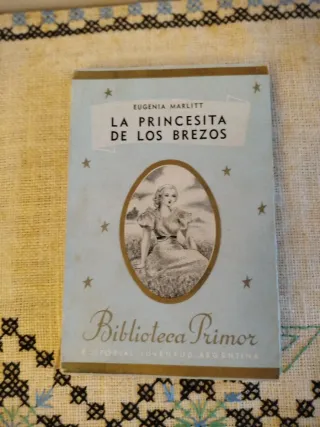 EUGENIA MARLITT
LA PRINCESITA
DE LOS BREZOS
Biblioteca Primor
EDITORIAL JUVENTUD ARGENTINA